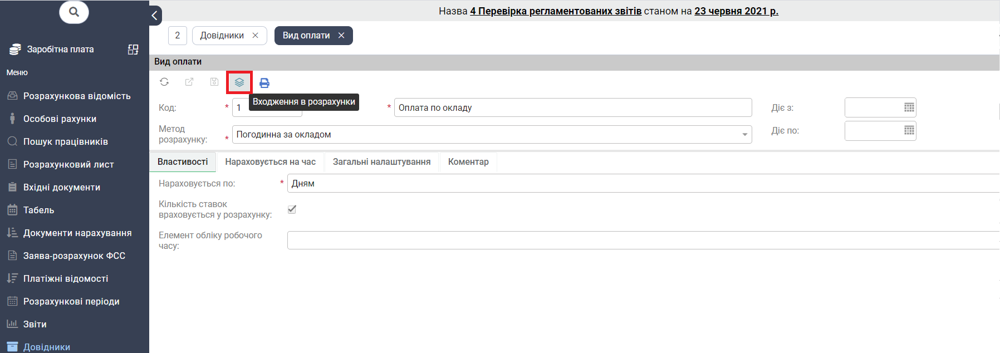 Назва 4 Перевірка регламентованих звітів станом на 23 червня 2021 р.
2
Довідники
Вид оплати
Заробітна плата
Меню
Розрахункова відомість
Особові рахунки
Пошук працівників
Розрахунковий лист
Вхідні документи
Табель
Документи нарахування
Заява-розрахунок ФСС
Платіжні відомості
Розрахункові періоди
Звіти
Довідники
Вид оплати
Входження в розрахунки
Код: * 1 * Оплата по окладу Діє з:
Метод
розрахунку: * Погодинна за окладом Діє по:
Властивості Нараховується на час Загальні налаштування Коментар
Нараховується по: * Дням
Кількість ставок
враховується у розрахунку:
Елемент обліку робочого
часу: